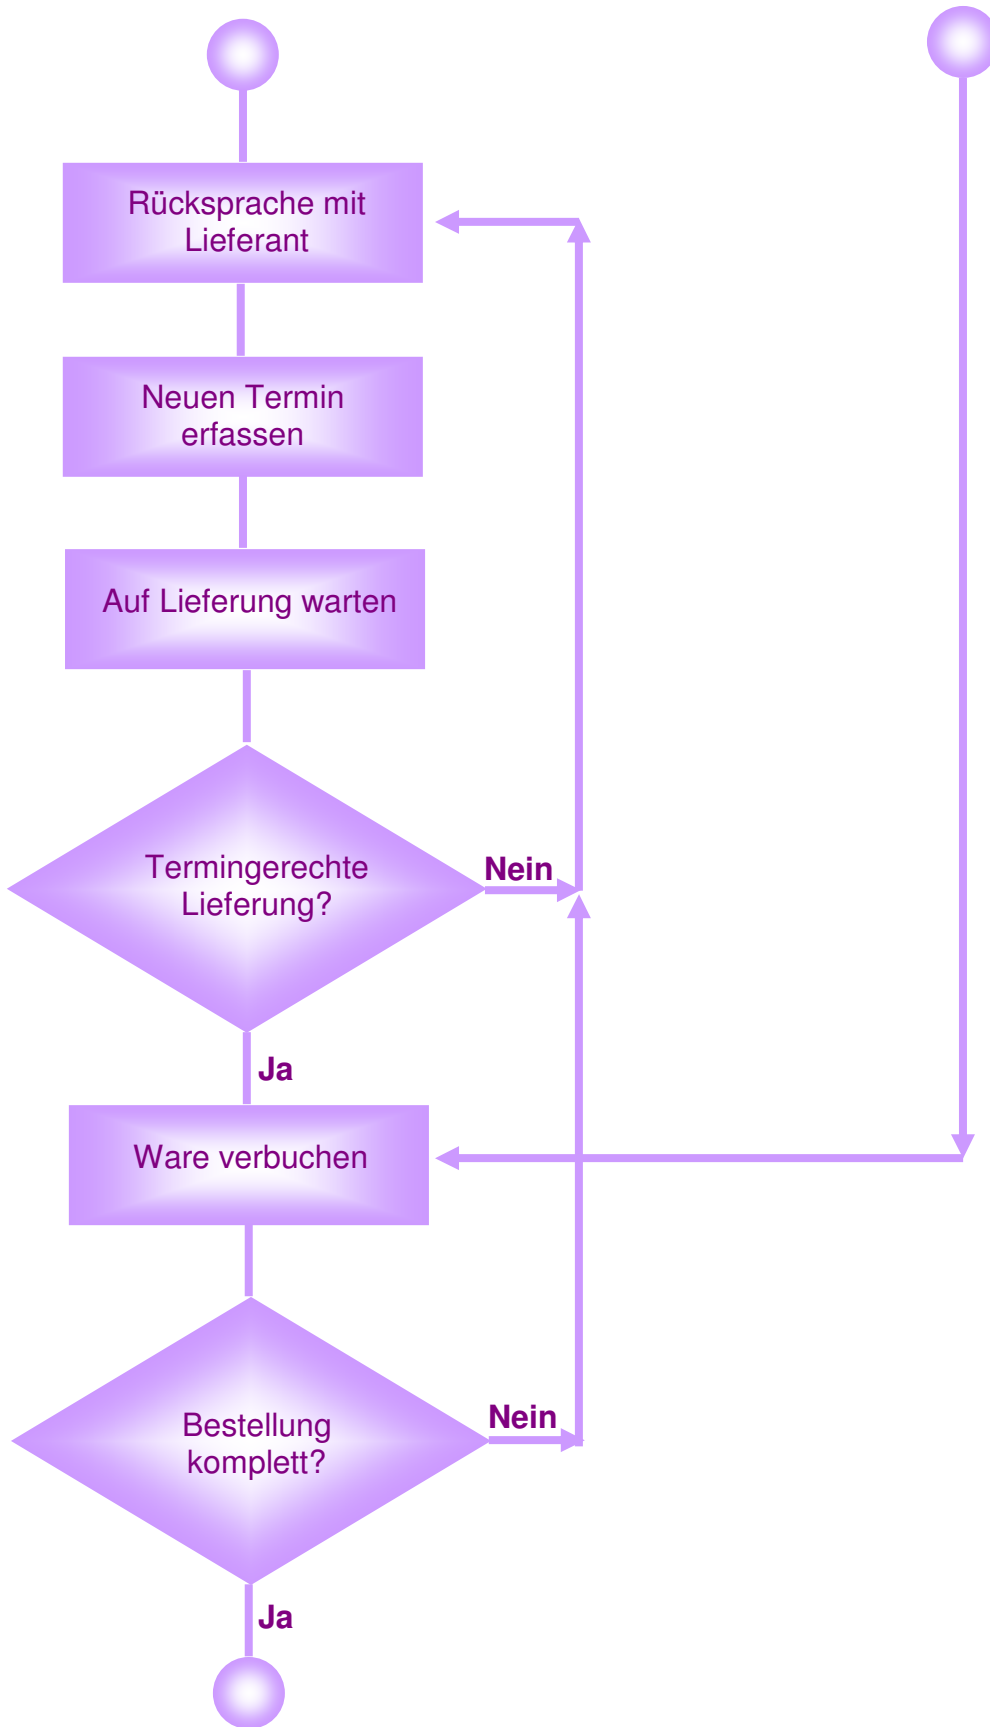 Rücksprache mit
Lieferant
Neuen Termin
erfassen
Auf Lieferung warten
Termingerechte
Lieferung?
Nein
Ja
Ware verbuchen
Bestellung
komplett?
Nein
Ja